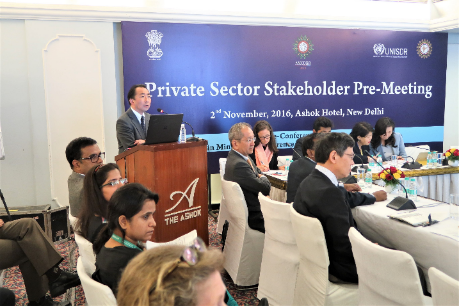 UNISDR
Private Sector Stakeholder Pre-Meeting
2nd November, 2016, Ashok Hotel, New Delhi
A
THE ASHOK